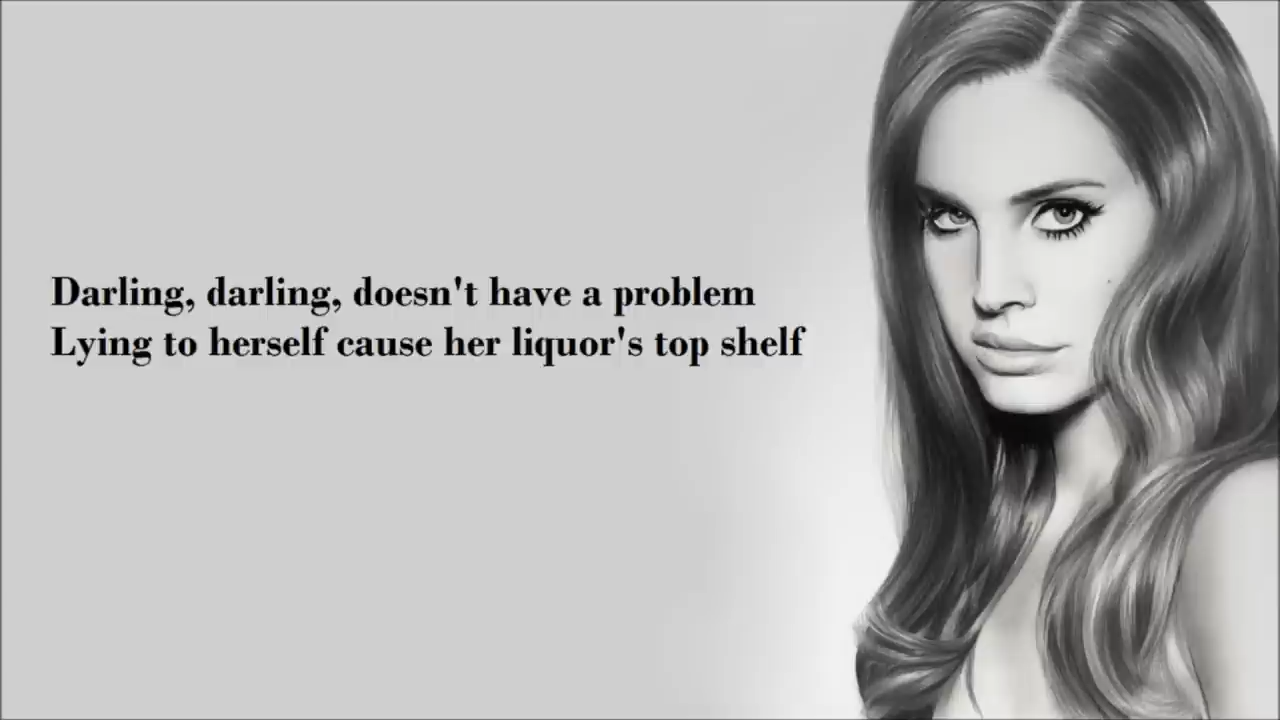 Darling, darling, doesn't have a problem
Lying to herself cause her liquor's top shelf